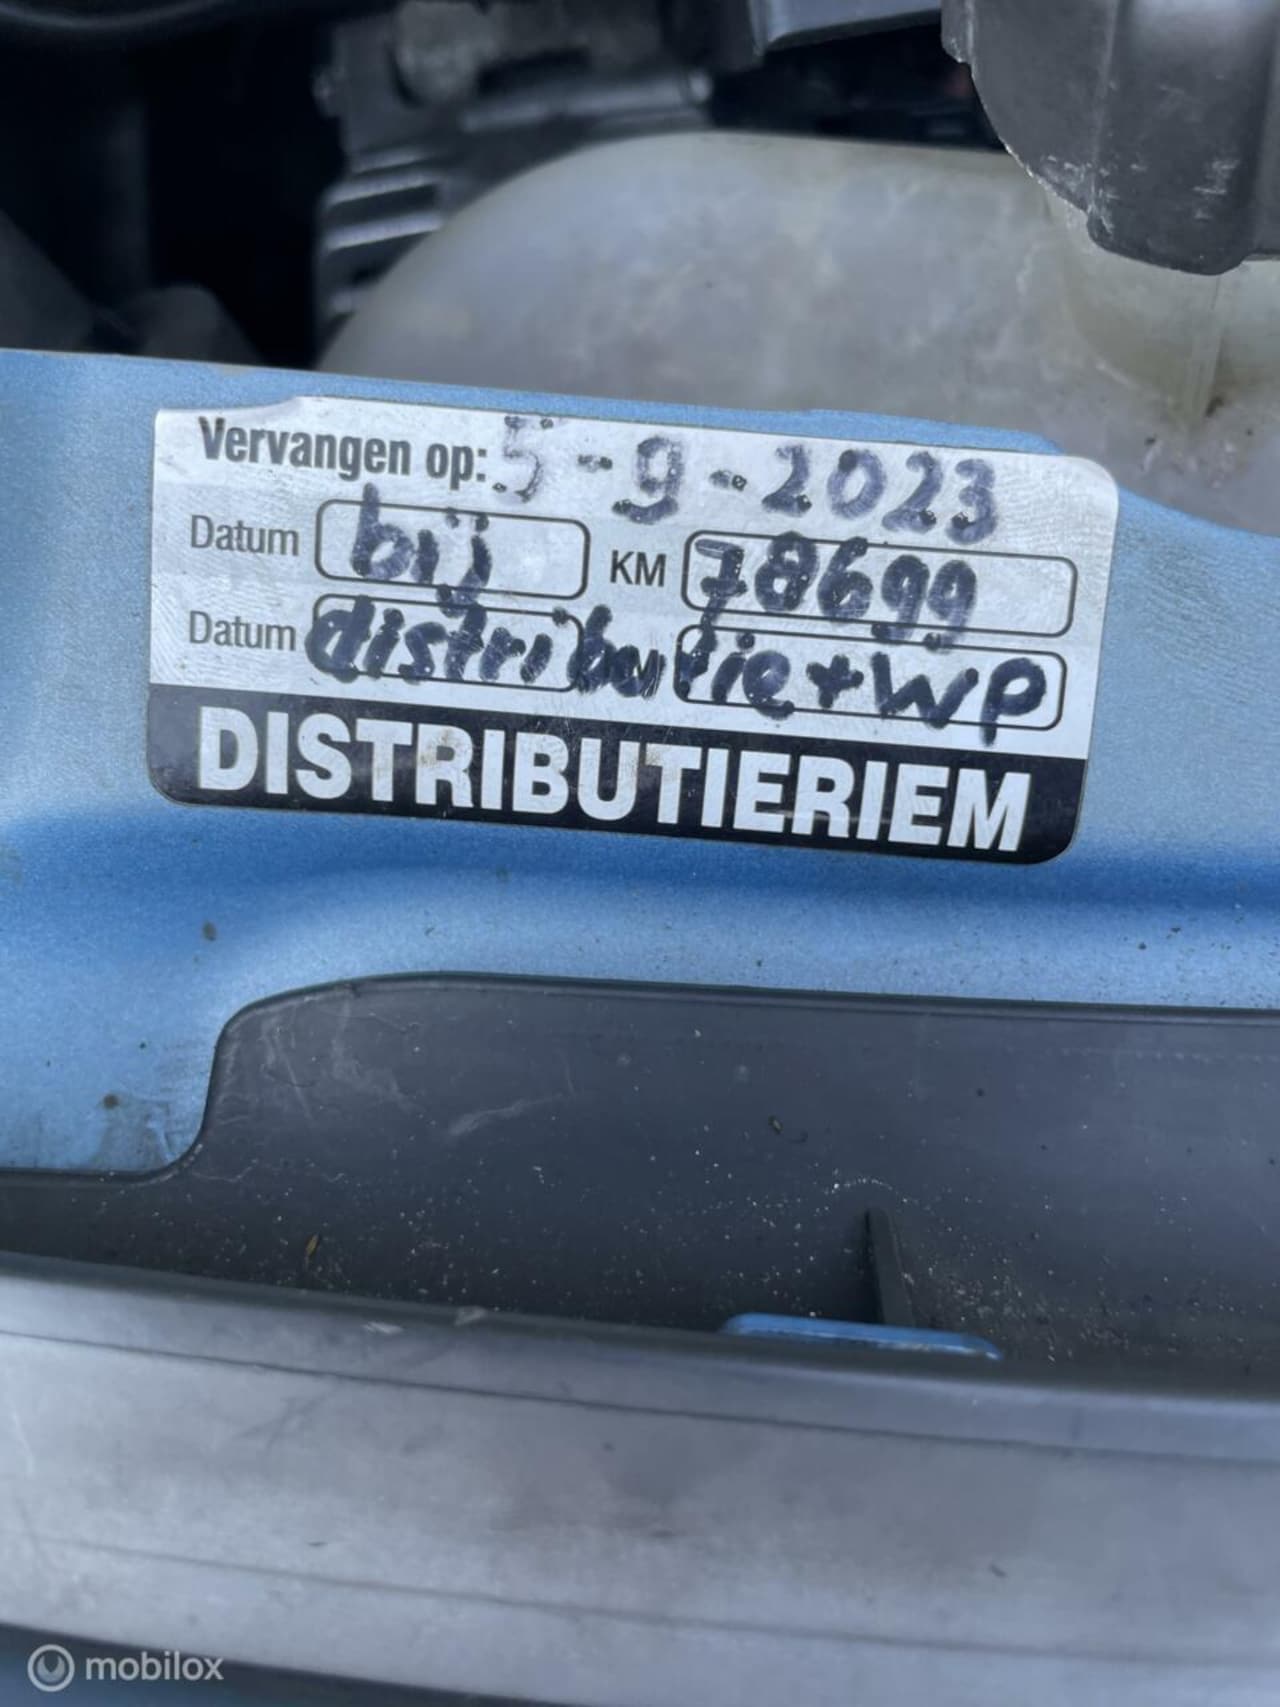 Vervangen op: 5-9-2023
Datum bij KM 78699
Datum distributie+WP
DISTRIBUTIERIEM
mobilox